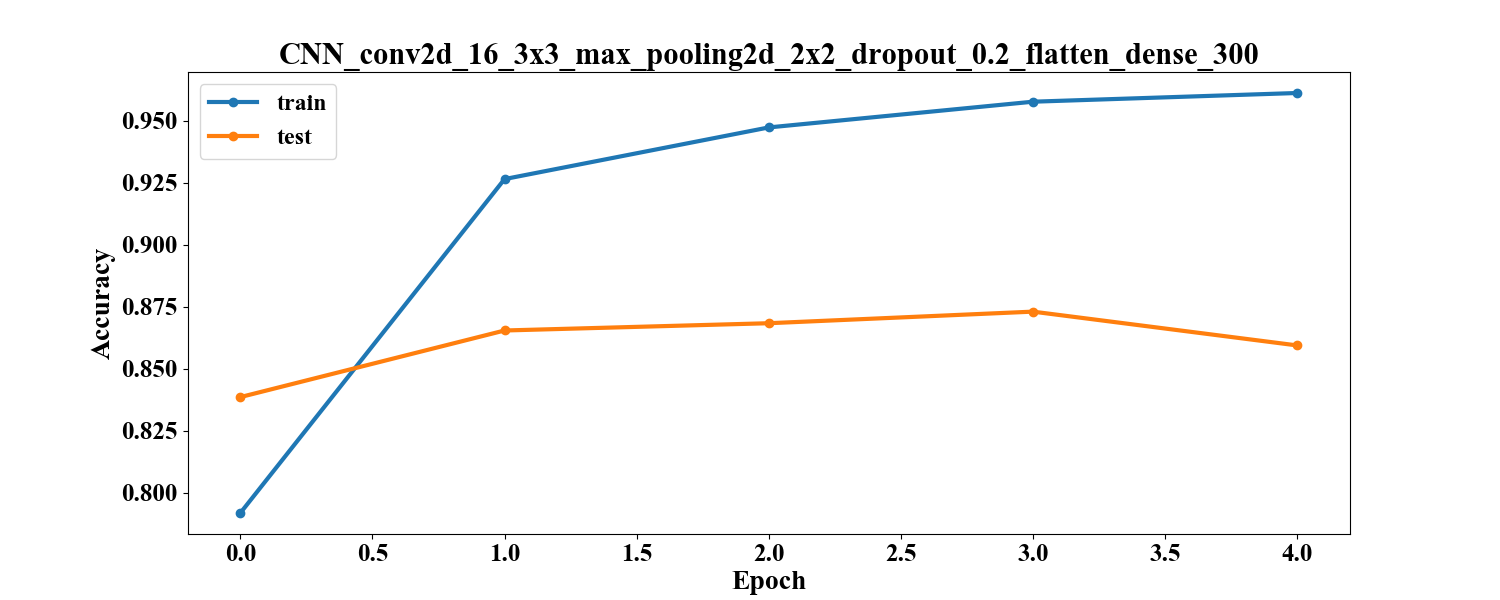 CNN_conv2d_16_3x3_max_pooling2d_2x2_dropout_0.2_flatten_dense_300
train
test
0.950
0.925
0.900
0.875
0.850
0.825
0.800
Accuracy
0.0 0.5 1.0 1.5 2.0 2.5 3.0 3.5 4.0
Epoch